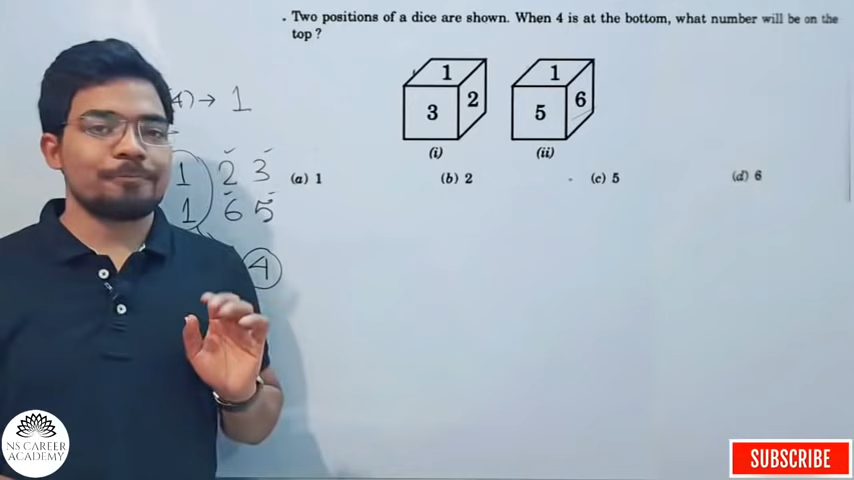 . Two positions of a dice are shown. When 4 is at the bottom, what number will be on the
top ?
1 1
3 2 5 6
(i) (ii)
(a) 1 (b) 2 (c) 5 (d) 6
4) → 1
1 2 3
1 6 5
4
NS CAREER
ACADEMY
SUBSCRIBE